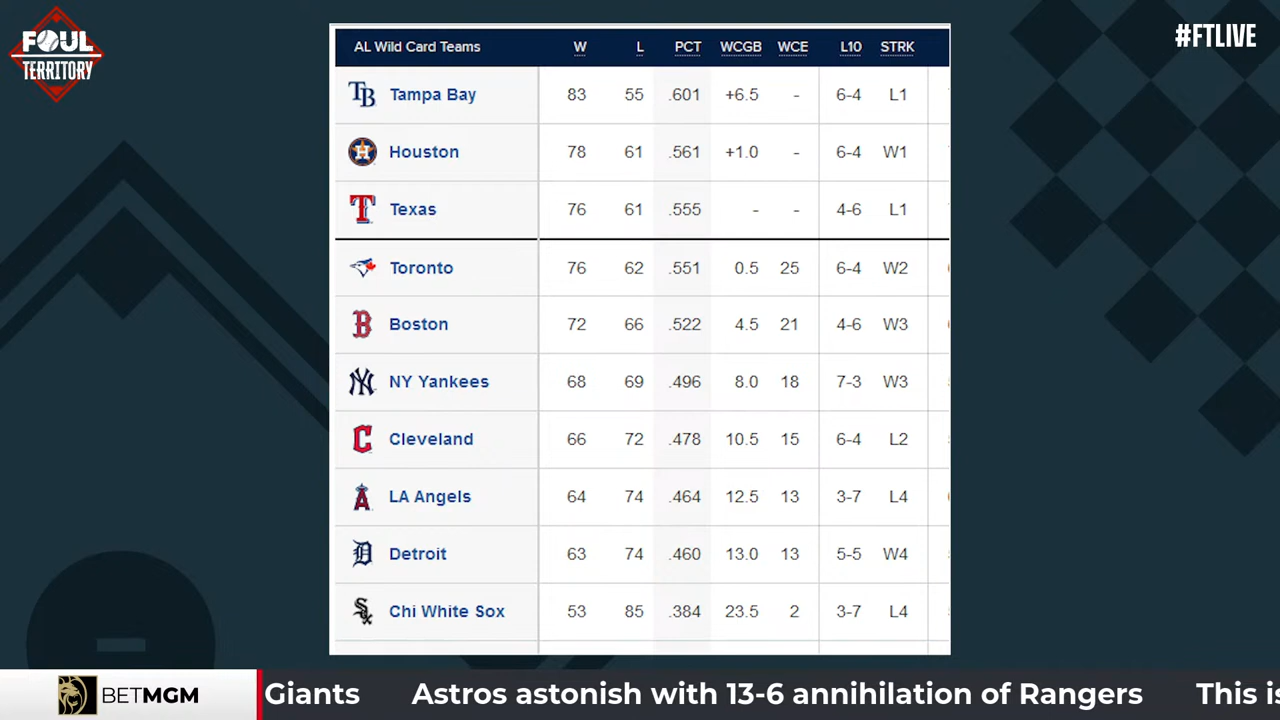 FOUL
TERRITORY
#FTLIVE
AL Wild Card Teams W L PCT WCGB WCE L10 STRK
Tampa Bay 83 55 .601 +6.5 - 6-4 L1
Houston 78 61 .561 +1.0 - 6-4 W1
Texas 76 61 .555 - - 4-6 L1
Toronto 76 62 .551 0.5 25 6-4 W2
Boston 72 66 .522 4.5 21 4-6 W3
NY Yankees 68 69 .496 8.0 18 7-3 W3
Cleveland 66 72 .478 10.5 15 6-4 L2
LA Angels 64 74 .464 12.5 13 3-7 L4
Detroit 63 74 .460 13.0 13 5-5 W4
Chi White Sox 53 85 .384 23.5 2 3-7 L4
BETMGM Giants Astros astonish with 13-6 annihilation of Rangers This is